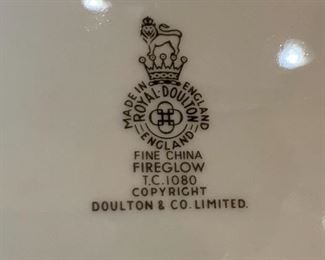 MADE IN ENGLAND
ROYAL·DOULTON
ENGLAND
FINE CHINA
FIREGLOW
T.C.1080
COPYRIGHT
DOULTON & CO. LIMITED.